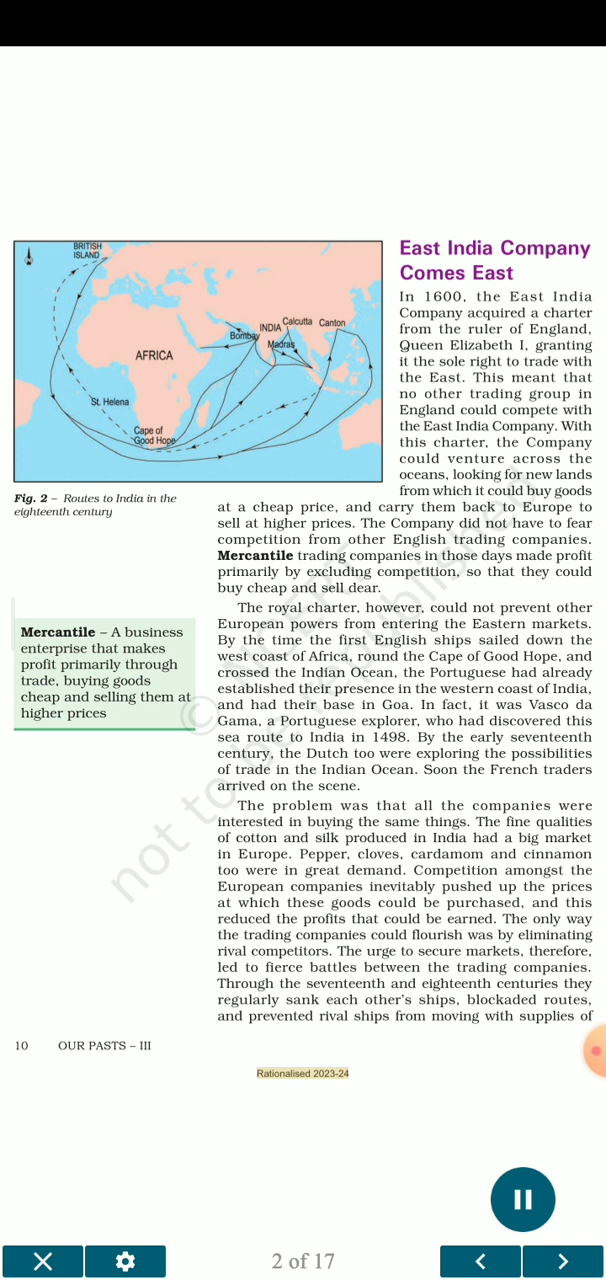 BRITISH
ISLAND
AFRICA
INDIA
Calcutta
Canton
Bombay
Madras
St. Helena
Cape of
Good Hope
Fig. 2 – Routes to India in the
eighteenth century
East India Company
Comes East
In 1600, the East India
Company acquired a charter
from the ruler of England,
Queen Elizabeth I, granting
it the sole right to trade with
the East. This meant that
no other trading group in
England could compete with
the East India Company. With
this charter, the Company
could venture across the
oceans, looking for new lands
from which it could buy goods
at a cheap price, and carry them back to Europe to
sell at higher prices. The Company did not have to fear
competition from other English trading companies.
Mercantile trading companies in those days made profit
primarily by excluding competition, so that they could
buy cheap and sell dear.
The royal charter, however, could not prevent other
European powers from entering the Eastern markets.
By the time the first English ships sailed down the
west coast of Africa, round the Cape of Good Hope, and
crossed the Indian Ocean, the Portuguese had already
established their presence in the western coast of India,
and had their base in Goa. In fact, it was Vasco da
Gama, a Portuguese explorer, who had discovered this
sea route to India in 1498. By the early seventeenth
century, the Dutch too were exploring the possibilities
of trade in the Indian Ocean. Soon the French traders
arrived on the scene.
The problem was that all the companies were
interested in buying the same things. The fine qualities
of cotton and silk produced in India had a big market
in Europe. Pepper, cloves, cardamom and cinnamon
too were in great demand. Competition amongst the
European companies inevitably pushed up the prices
at which these goods could be purchased, and this
reduced the profits that could be earned. The only way
the trading companies could flourish was by eliminating
rival competitors. The urge to secure markets, therefore,
led to fierce battles between the trading companies.
Through the seventeenth and eighteenth centuries they
regularly sank each other's ships, blockaded routes,
and prevented rival ships from moving with supplies of
Mercantile – A business
enterprise that makes
profit primarily through
trade, buying goods
cheap and selling them at
higher prices
© NCERT
not to be republished
10 OUR PASTS – III
Rationalised 2023-24
2 of 17